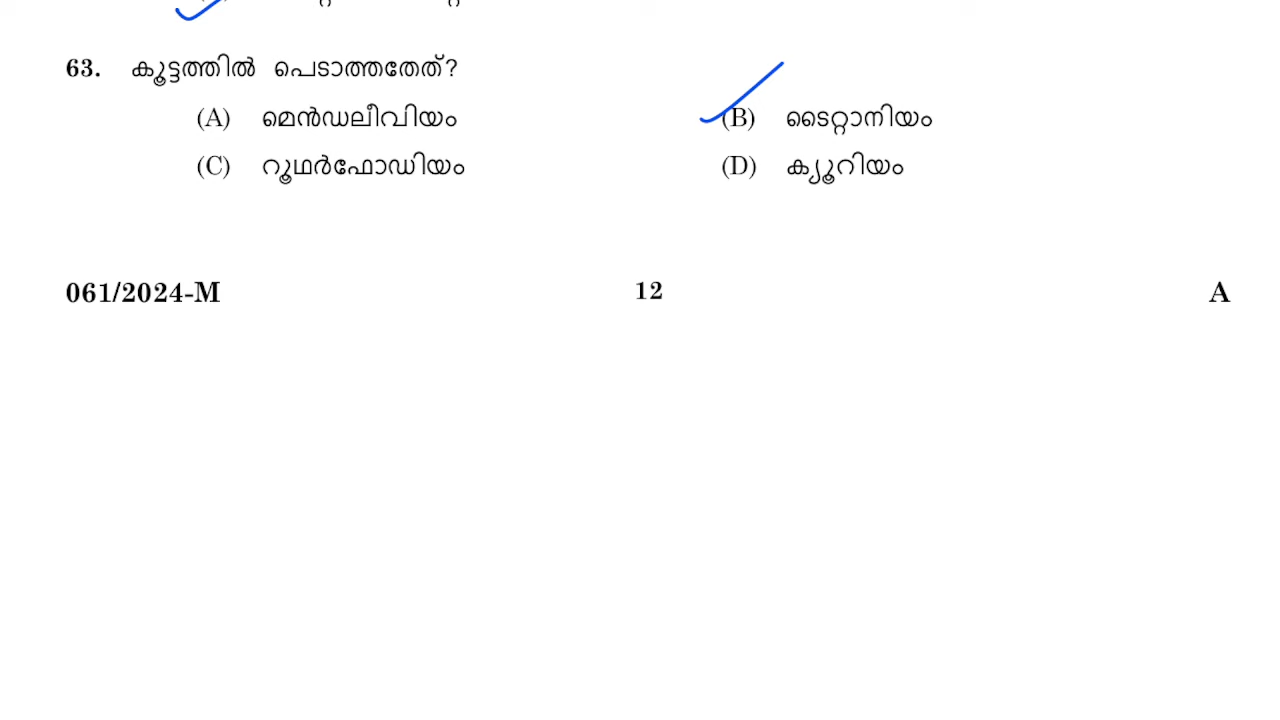 63. കൂട്ടത്തിൽ പെടാത്തതേത്?
(A) മെൻഡലീവിയം (B) ടൈറ്റാനിയം
(C) റൂഥർഫോഡിയം (D) ക്യൂറിയം
061/2024-M 12 A